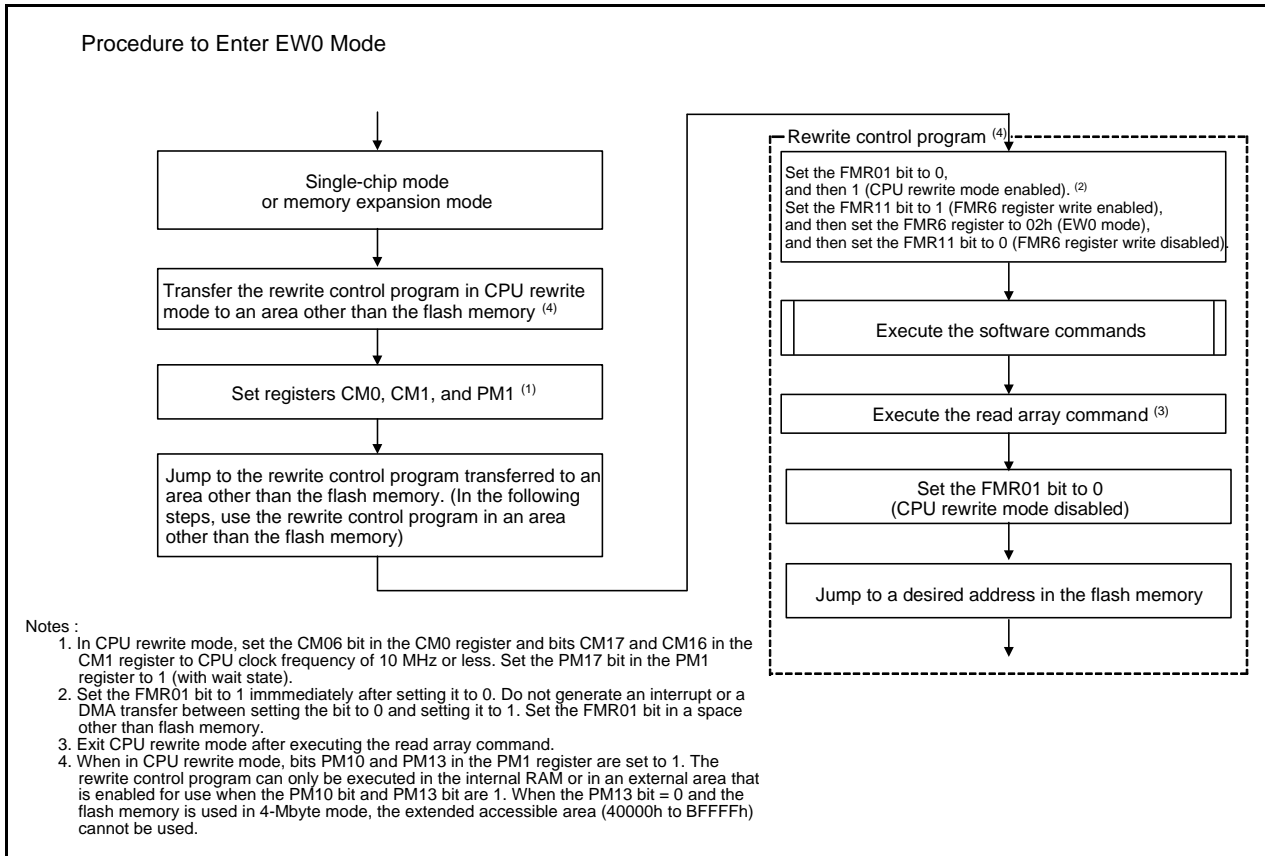 Procedure to Enter EW0 Mode
Single-chip mode
or memory expansion mode
Transfer the rewrite control program in CPU rewrite
mode to an area other than the flash memory (4)
Set registers CM0, CM1, and PM1 (1)
Jump to the rewrite control program transferred to an
area other than the flash memory. (In the following
steps, use the rewrite control program in an area
other than the flash memory)
Rewrite control program (4)
Set the FMR01 bit to 0,
and then 1 (CPU rewrite mode enabled). (2)
Set the FMR11 bit to 1 (FMR6 register write enabled),
and then set the FMR6 register to 02h (EW0 mode),
and then set the FMR11 bit to 0 (FMR6 register write disabled).
Execute the software commands
Execute the read array command (3)
Set the FMR01 bit to 0
(CPU rewrite mode disabled)
Jump to a desired address in the flash memory
Notes :
1. In CPU rewrite mode, set the CM06 bit in the CM0 register and bits CM17 and CM16 in the
CM1 register to CPU clock frequency of 10 MHz or less. Set the PM17 bit in the PM1
register to 1 (with wait state).
2. Set the FMR01 bit to 1 immmediately after setting it to 0. Do not generate an interrupt or a
DMA transfer between setting the bit to 0 and setting it to 1. Set the FMR01 bit in a space
other than flash memory.
3. Exit CPU rewrite mode after executing the read array command.
4. When in CPU rewrite mode, bits PM10 and PM13 in the PM1 register are set to 1. The
rewrite control program can only be executed in the internal RAM or in an external area that
is enabled for use when the PM10 bit and PM13 bit are 1. When the PM13 bit = 0 and the
flash memory is used in 4-Mbyte mode, the extended accessible area (40000h to BFFFFh)
cannot be used.